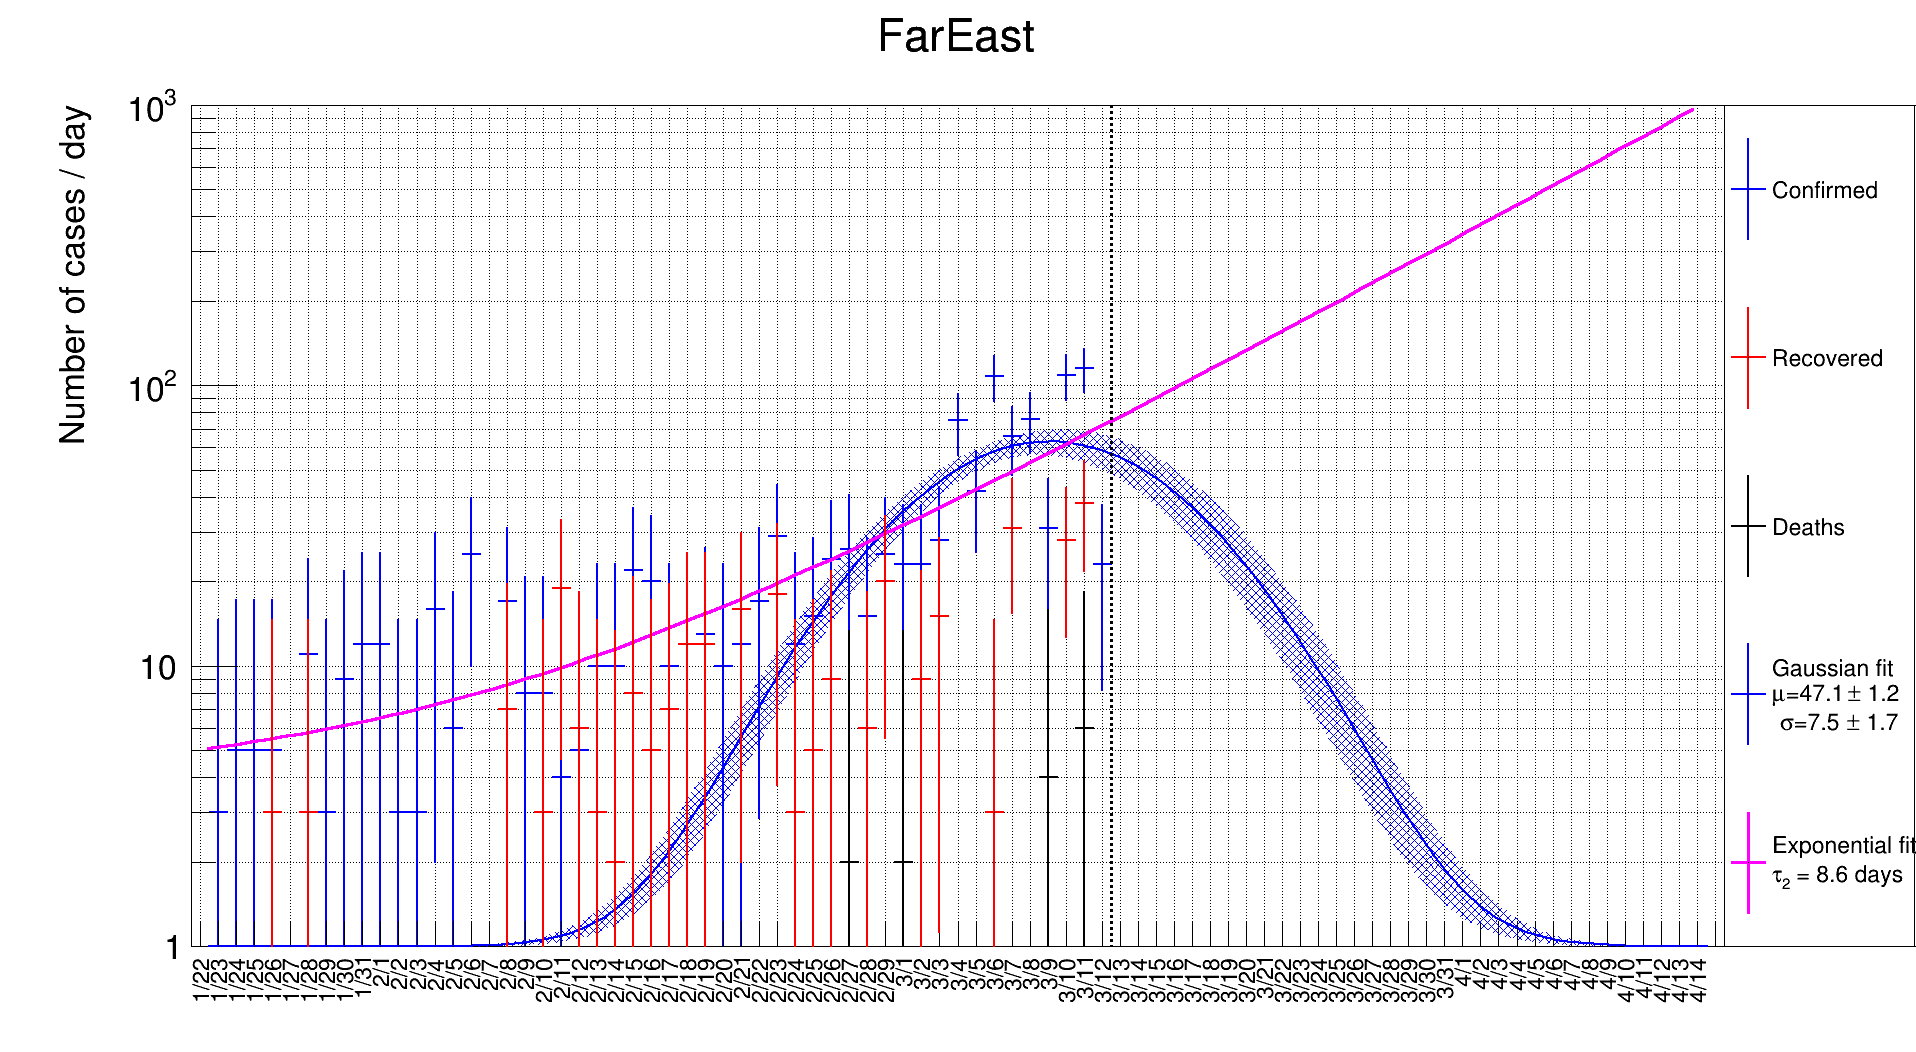 FarEast
Number of cases / day
10³
10²
10
1
1/22 1/23 1/24 1/25 1/26 1/27 1/28 1/29 1/30 1/31 2/1 2/2 2/3 2/4 2/5 2/6 2/7 2/8 2/9 2/10 2/11 2/12 2/13 2/14 2/15 2/16 2/17 2/18 2/19 2/20 2/21 2/22 2/23 2/24 2/25 2/26 2/27 2/28 2/29 3/1 3/2 3/3 3/4 3/5 3/6 3/7 3/8 3/9 3/10 3/11 3/12 3/13 3/14 3/15 3/16 3/17 3/18 3/19 3/20 3/21 3/22 3/23 3/24 3/25 3/26 3/27 3/28 3/29 3/30 3/31 4/1 4/2 4/3 4/4 4/5 4/6 4/7 4/8 4/9 4/10 4/11 4/12 4/13 4/14
Confirmed
Recovered
Deaths
Gaussian fit
μ=47.1 ± 1.2
σ=7.5 ± 1.7
Exponential fit
τ₂ = 8.6 days